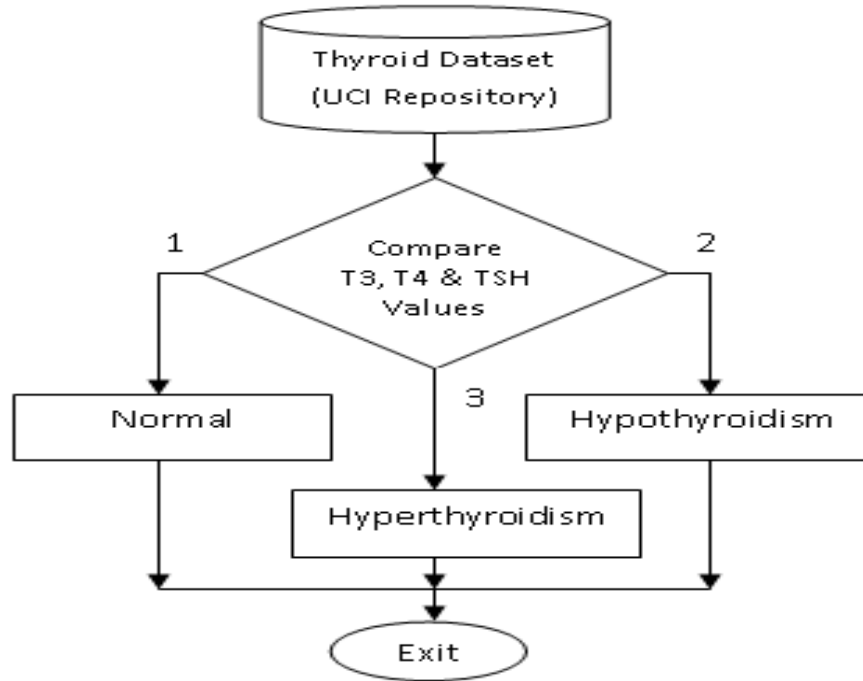 Thyroid Dataset
(UCI Repository)
1
2
Compare
T3, T4 & TSH
Values
3
Normal
Hypothyroidism
Hyperthyroidism
Exit